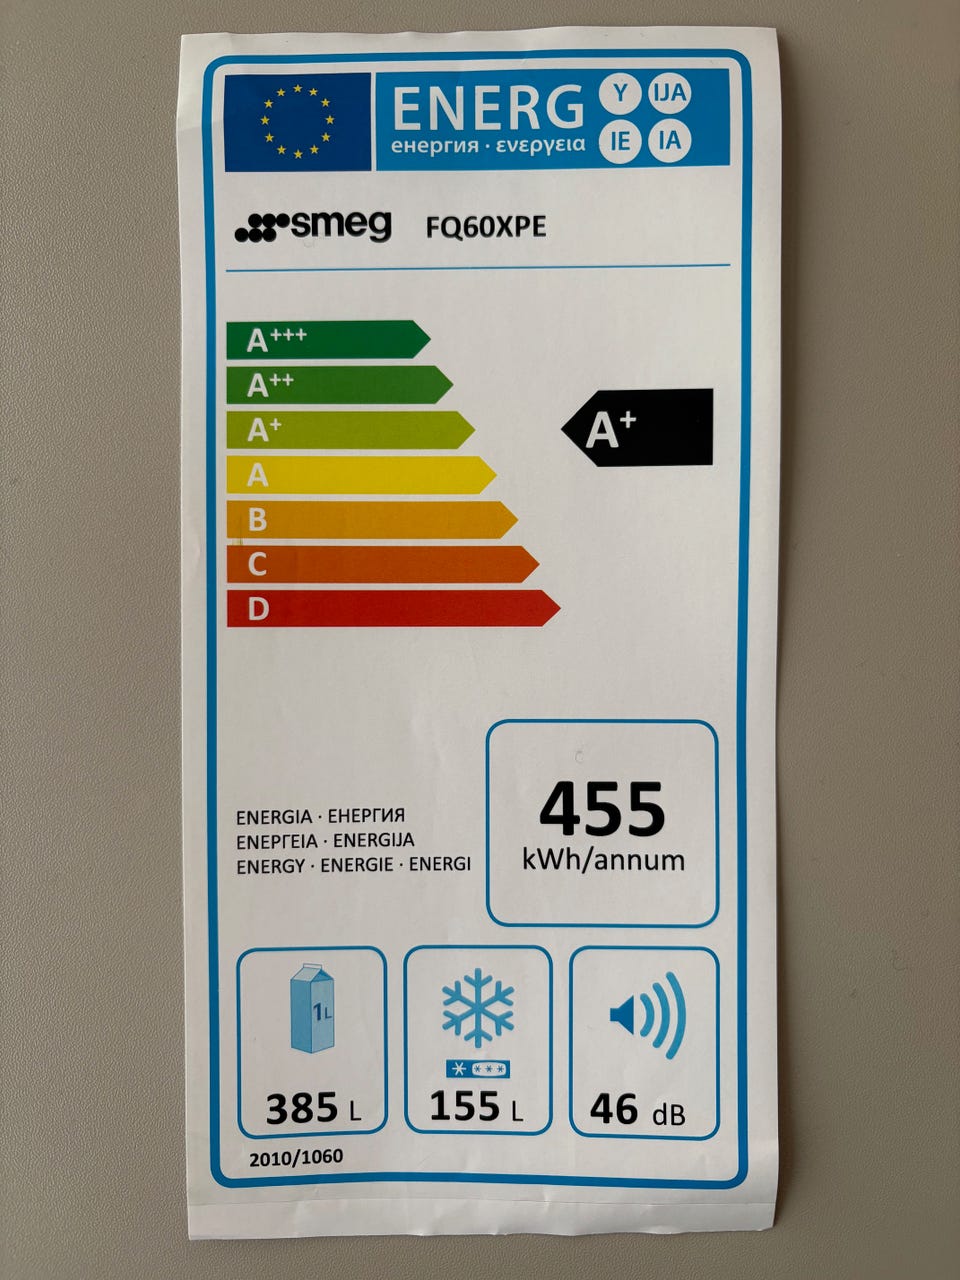 ENERG Y IJA
енергия · ενεργεια IE IA
smeg FQ60XPE
A+++
A++
A+
A+
A
B
C
D
455
kWh/annum
ENERGIA · ЕНЕРГИЯ
ΕΝΕΡΓΕΙΑ · ENERGIJA
ENERGY · ENERGIE · ENERGI
1L
385 L
155 L
46 dB
2010/1060